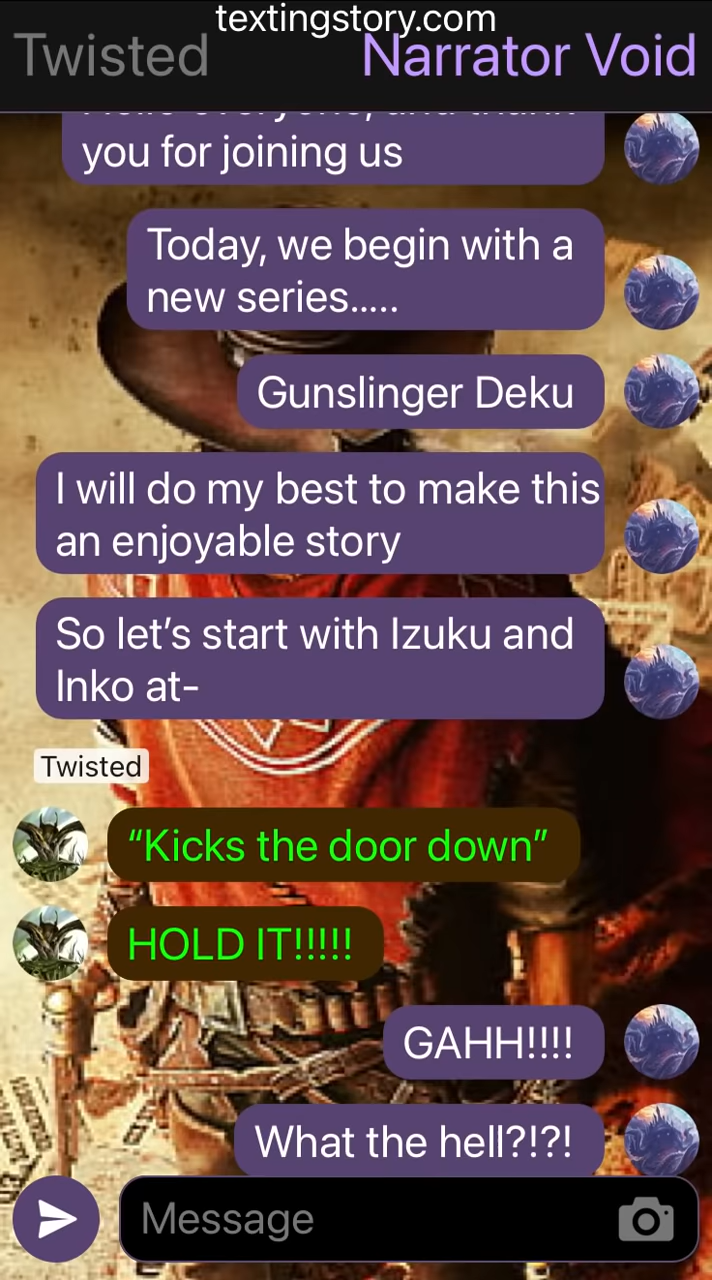 textingstory.com
Twisted
Narrator Void
you for joining us
Today, we begin with a
new series.....
Gunslinger Deku
I will do my best to make this
an enjoyable story
So let’s start with Izuku and
Inko at-
Twisted
“Kicks the door down”
HOLD IT!!!!!
GAHH!!!!
What the hell?!?!
Message